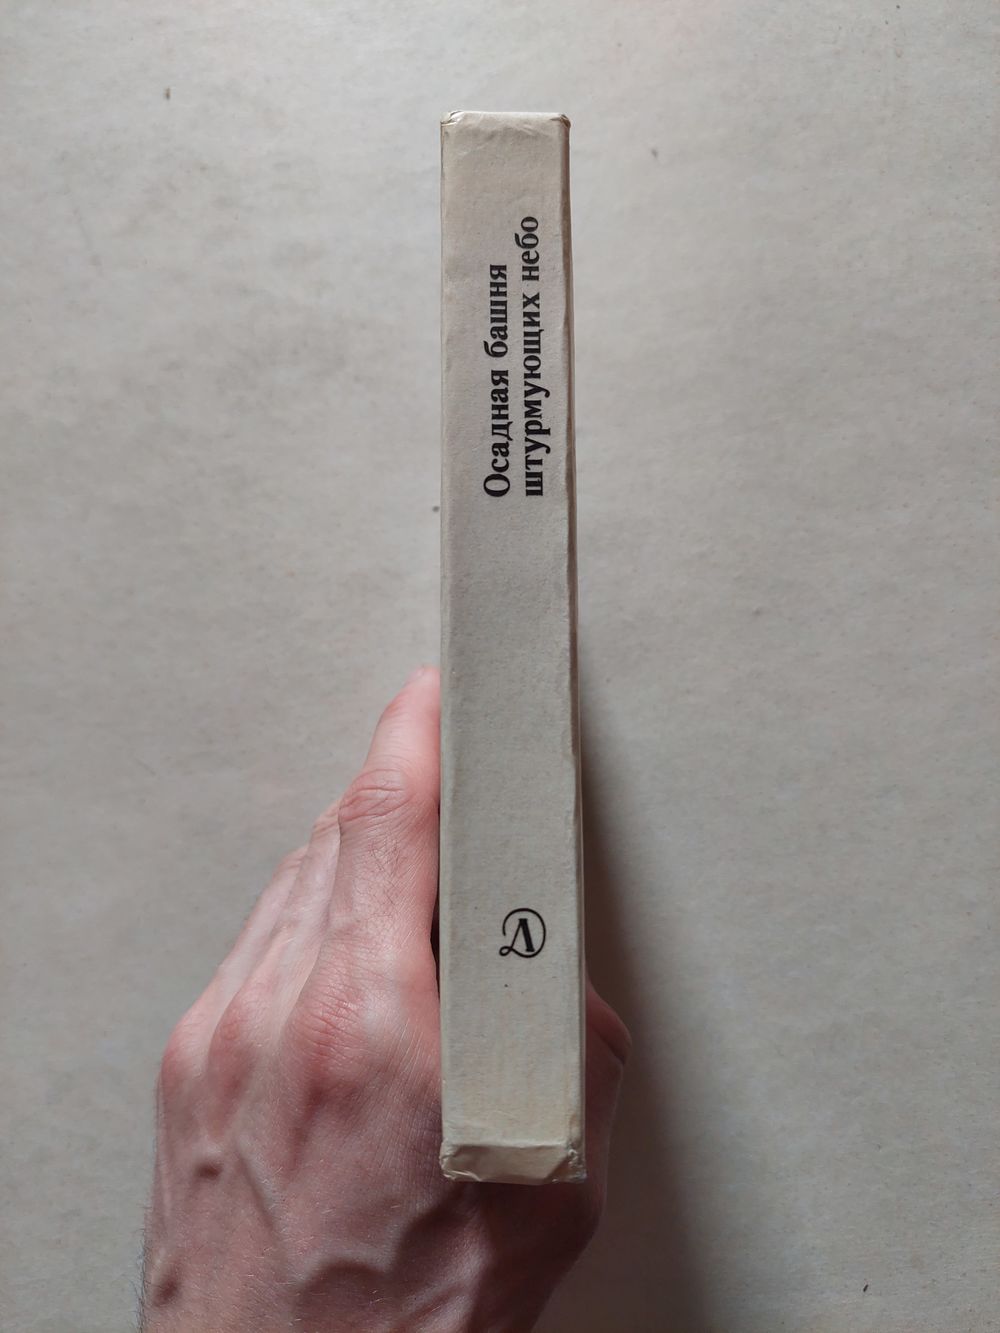 Осадная башня
штурмующих небо